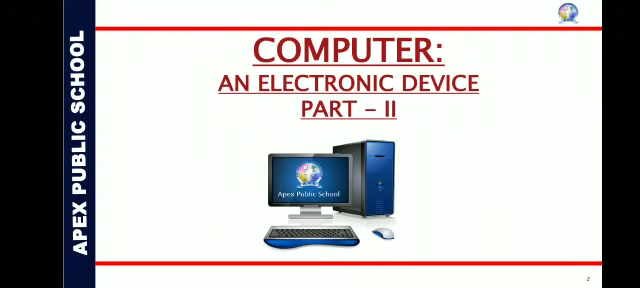 APEX PUBLIC SCHOOL
COMPUTER:
AN ELECTRONIC DEVICE
PART – II
Apex Public School
2